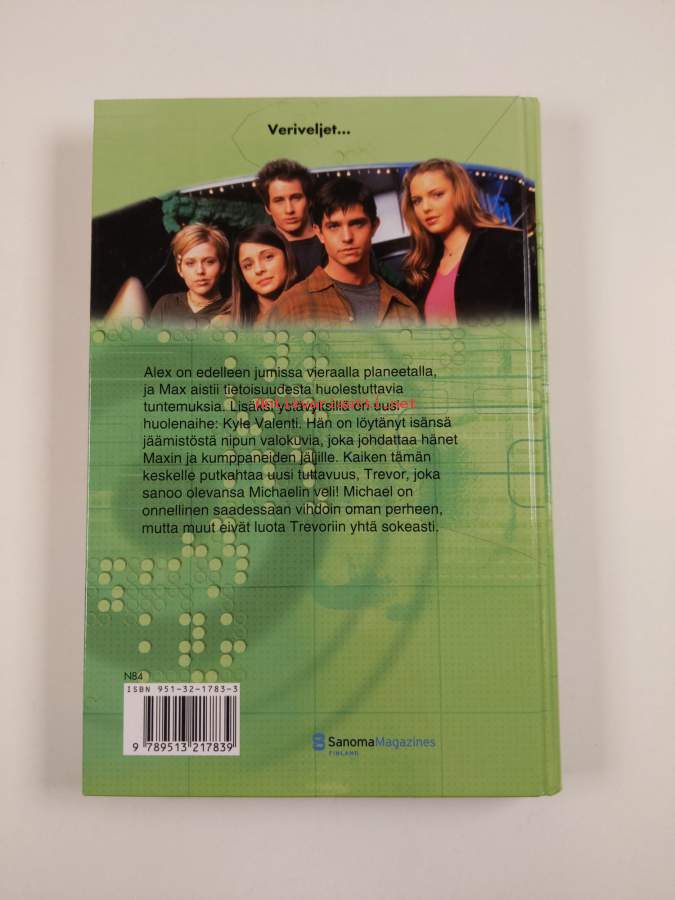 Veriveljet...
Alex on edelleen jumissa vieraalla planeetalla,
ja Max aistii tietoisuudesta huolestuttavia
tuntemuksia. Lisäksi ystävyksillä on uusi
huolenaihe: Kyle Valenti. Hän on löytänyt isänsä
jäämistöstä nipun valokuvia, joka johdattaa hänet
Maxin ja kumppaneiden jäljille. Kaiken tämän
keskelle putkahtaa uusi tuttavuus, Trevor, joka
sanoo olevansa Michaelin veli! Michael on
onnellinen saadessaan vihdoin oman perheen,
mutta muut eivät luota Trevoriin yhtä sokeasti.
N84
ISBN 951-32-1783-3
9 789513 217839
SanomaMagazines
FINLAND